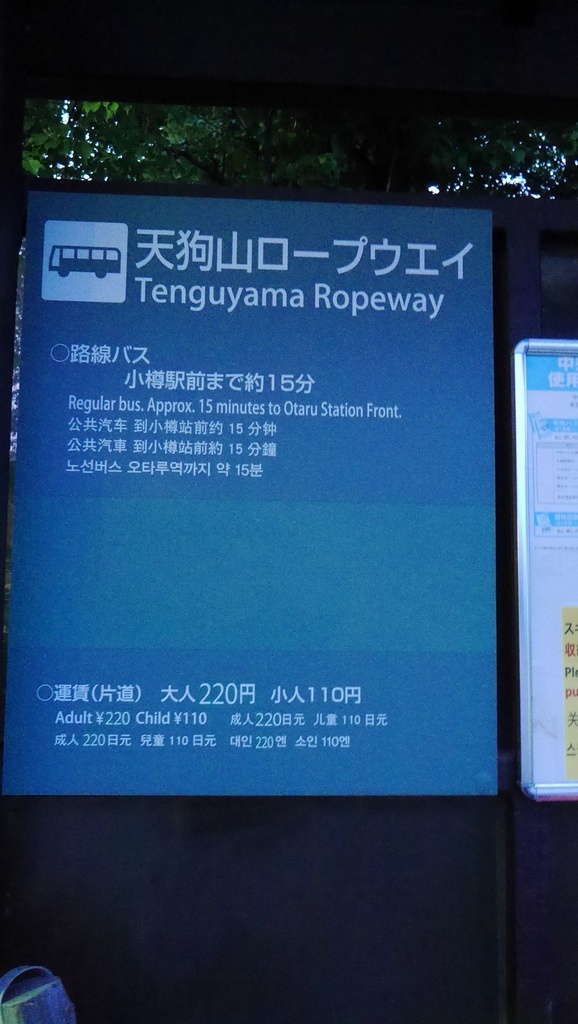 天狗山ロープウエイ
Tenguyama Ropeway
○路線バス
小樽駅前まで約15分
Regular bus. Approx. 15 minutes to Otaru Station Front.
公共汽车 到小樽站前约 15 分钟
公共汽車 到小樽站前約 15 分鐘
노선버스 오타루역까지 약 15분
○運賃(片道) 大人220円 小人110円
Adult ¥220 Child ¥110 成人220日元 儿童 110 日元
成人 220日元 兒童 110 日元 대인 220엔 소인 110엔